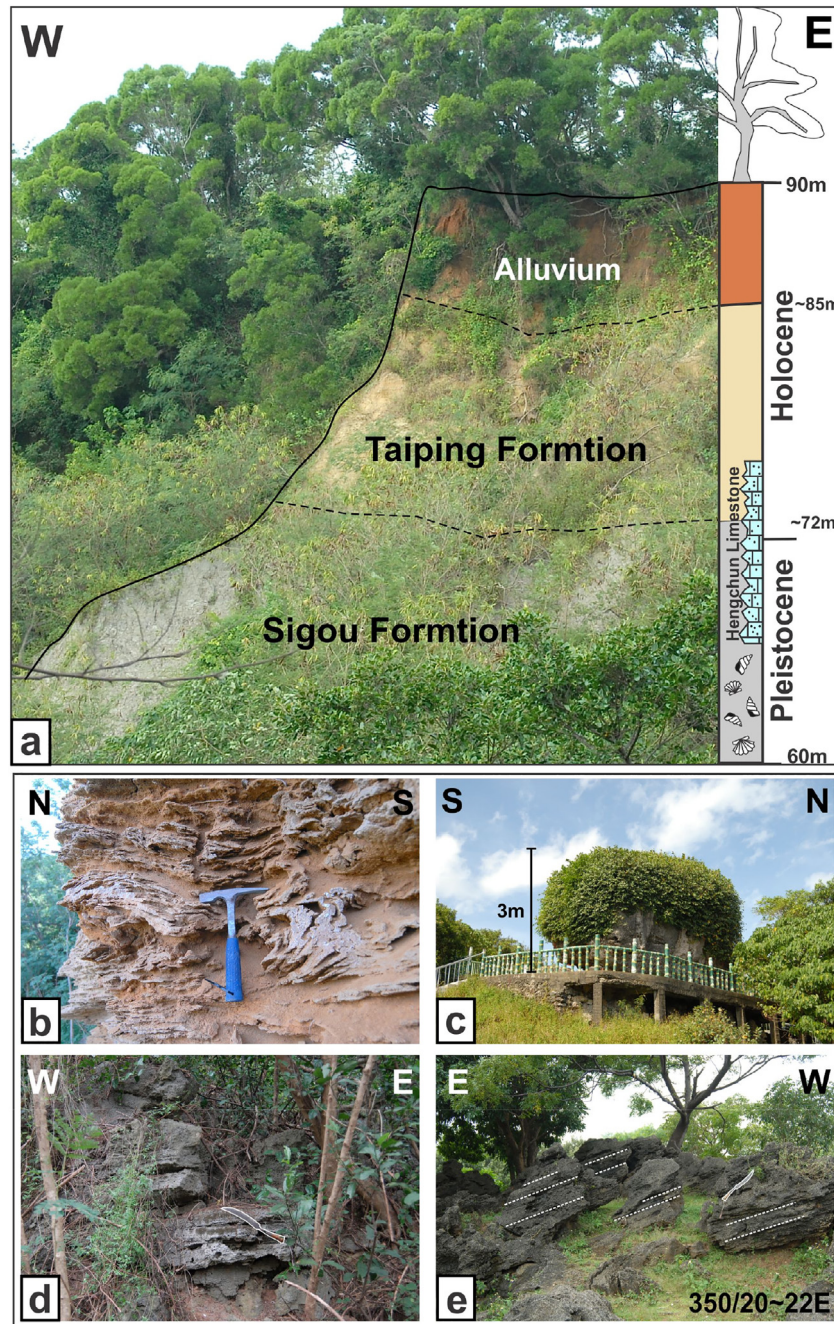 W
E
90m
Alluvium
~85m
Holocene
Taiping Formtion
Hengchun Limestone
~72m
Sigou Formtion
Pleistocene
60m
a
N
S
b
S
N
3m
c
W
E
d
E
W
350/20~22E
e